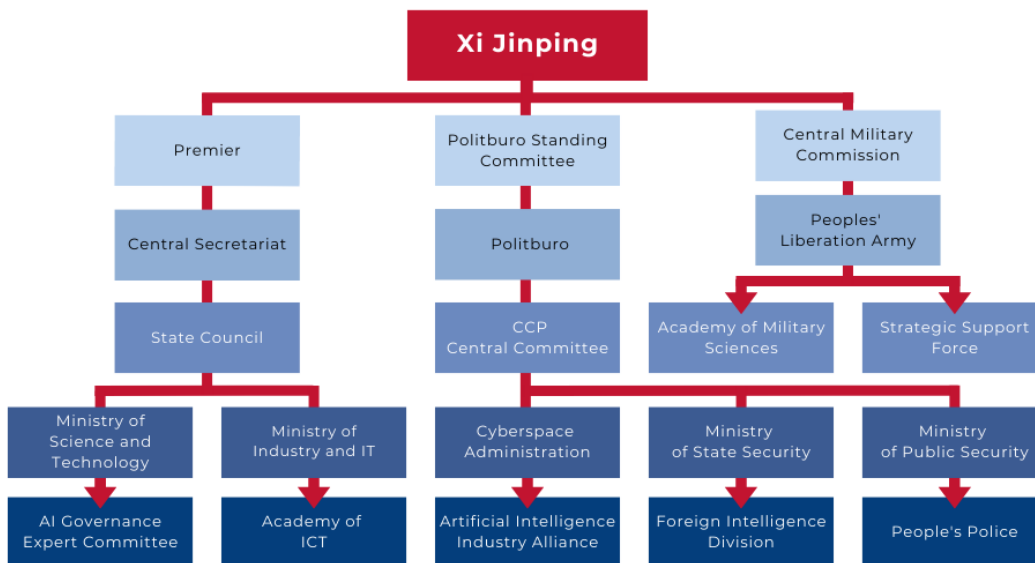 Xi Jinping
Premier
Politburo Standing
Committee
Central Military
Commission
Central Secretariat
Politburo
Peoples'
Liberation Army
State Council
CCP
Central Committee
Academy of Military
Sciences
Strategic Support
Force
Ministry of
Science and
Technology
Ministry of
Industry and IT
Cyberspace
Administration
Ministry
of State Security
Ministry
of Public Security
AI Governance
Expert Committee
Academy of
ICT
Artificial Intelligence
Industry Alliance
Foreign Intelligence
Division
People's Police